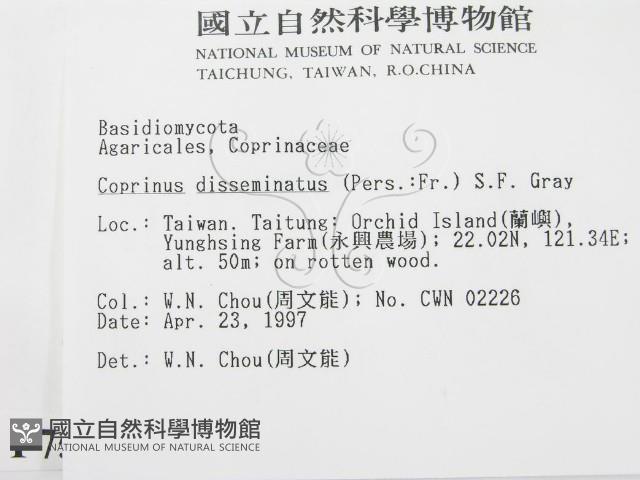 國立自然科學博物館
NATIONAL MUSEUM OF NATURAL SCIENCE
TAICHUNG, TAIWAN, R.O.CHINA
Basidiomycota
Agaricales, Coprinaceae
Coprinus disseminatus (Pers.:Fr.) S.F. Gray
Loc.: Taiwan. Taitung: Orchid Island(蘭嶼),
Yunghsing Farm(永興農場); 22.02N, 121.34E;
alt. 50m; on rotten wood.
Col.: W.N. Chou(周文能); No. CWN 02226
Date: Apr. 23, 1997
Det.: W.N. Chou(周文能)
國立自然科學博物館
NATIONAL MUSEUM OF NATURAL SCIENCE